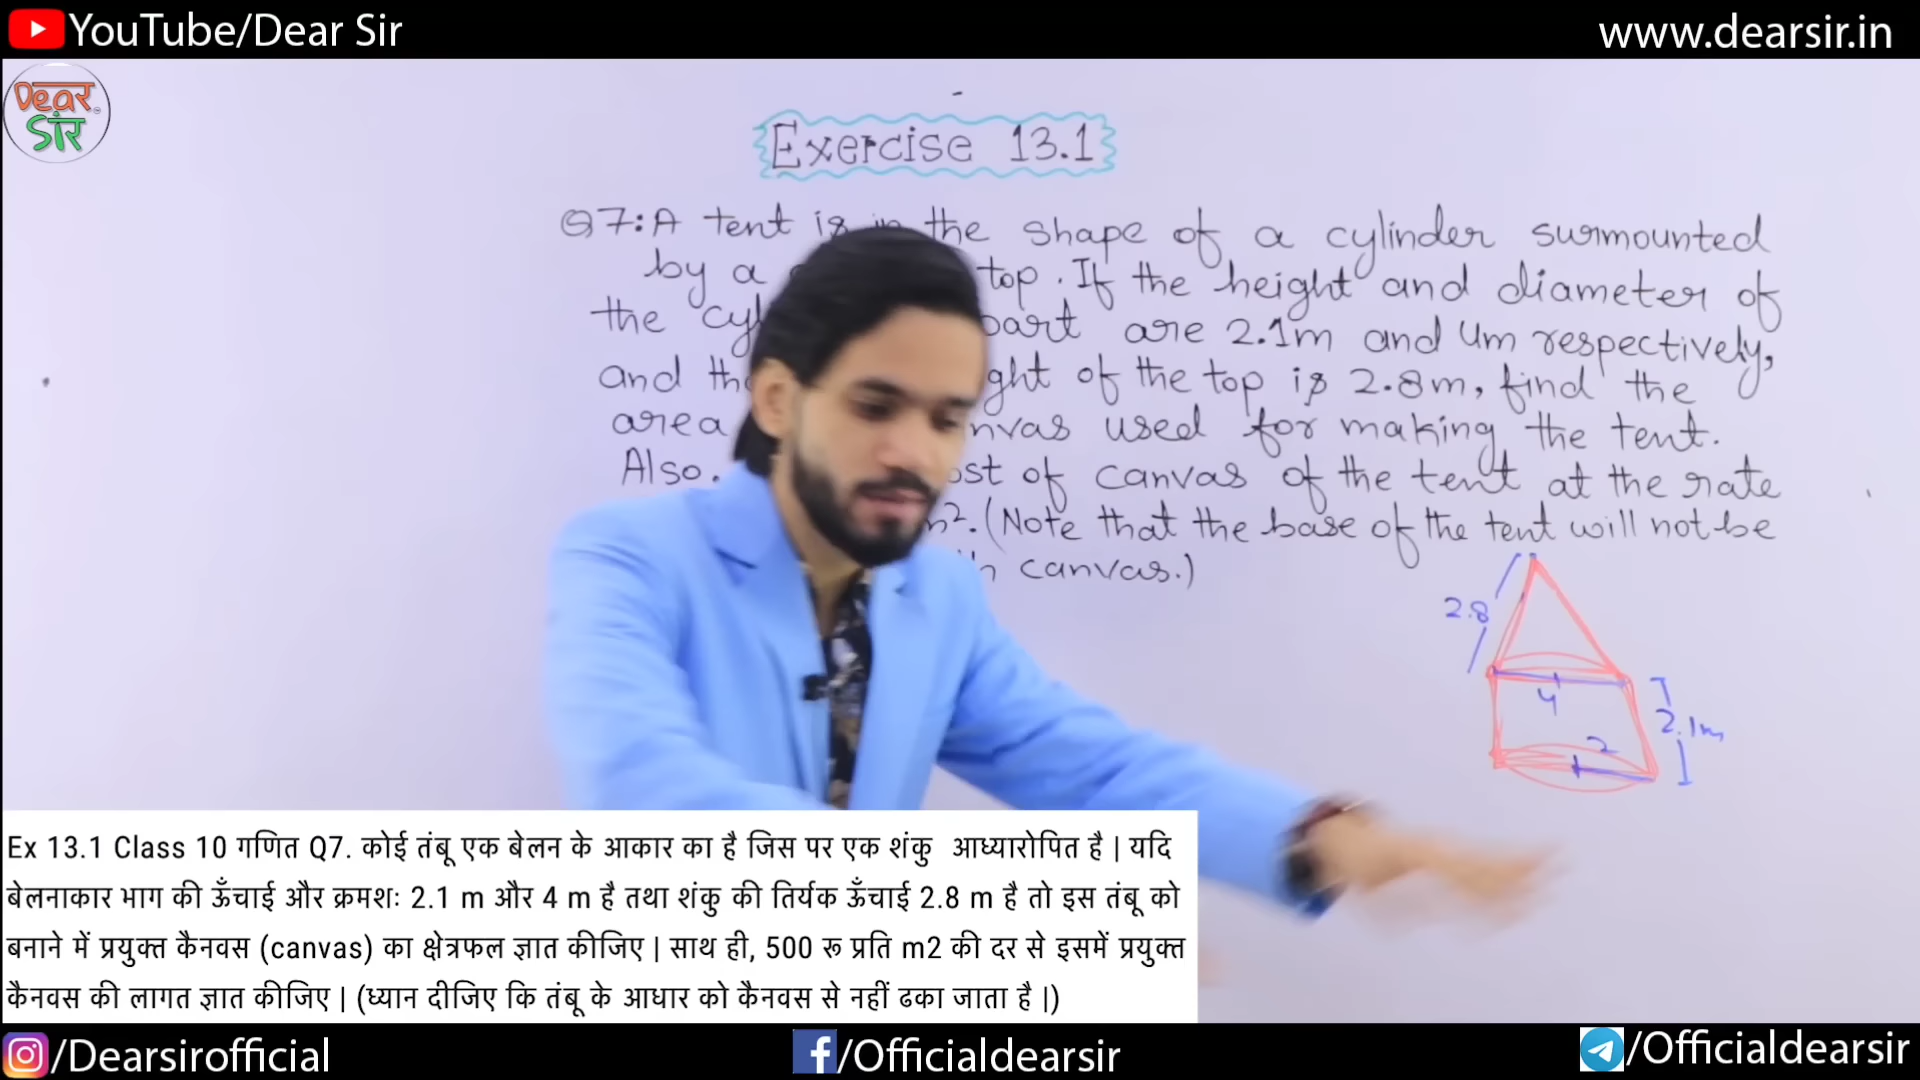 YouTube/Dear Sir
www.dearsir.in
Dear
Sir
Exercise 13.1
Q7: A tent is in the shape of a cylinder surmounted
by a top. If the height and diameter of
the part are 2.1m and 4m respectively,
and the of the top is 2.8m, find the
area used for making the tent.
Also, of canvas of the tent at the rate
m². (Note that the base of the tent will not be
canvas.)
2.8
4
2.1m
2
Ex 13.1 Class 10 गणित Q7. कोई तंबू एक बेलन के आकार का है जिस पर एक शंकु आध्यारोपित है | यदि
बेलनाकार भाग की ऊँचाई और क्रमशः 2.1 m और 4 m है तथा शंकु की तिर्यक ऊँचाई 2.8 m है तो इस तंबू को
बनाने में प्रयुक्त कैनवस (canvas) का क्षेत्रफल ज्ञात कीजिए | साथ ही, 500 रू प्रति m2 की दर से इसमें प्रयुक्त
कैनवस की लागत ज्ञात कीजिए | (ध्यान दीजिए कि तंबू के आधार को कैनवस से नहीं ढका जाता है |)
/Dearsirofficial
/Officialdearsir
/Officialdearsir